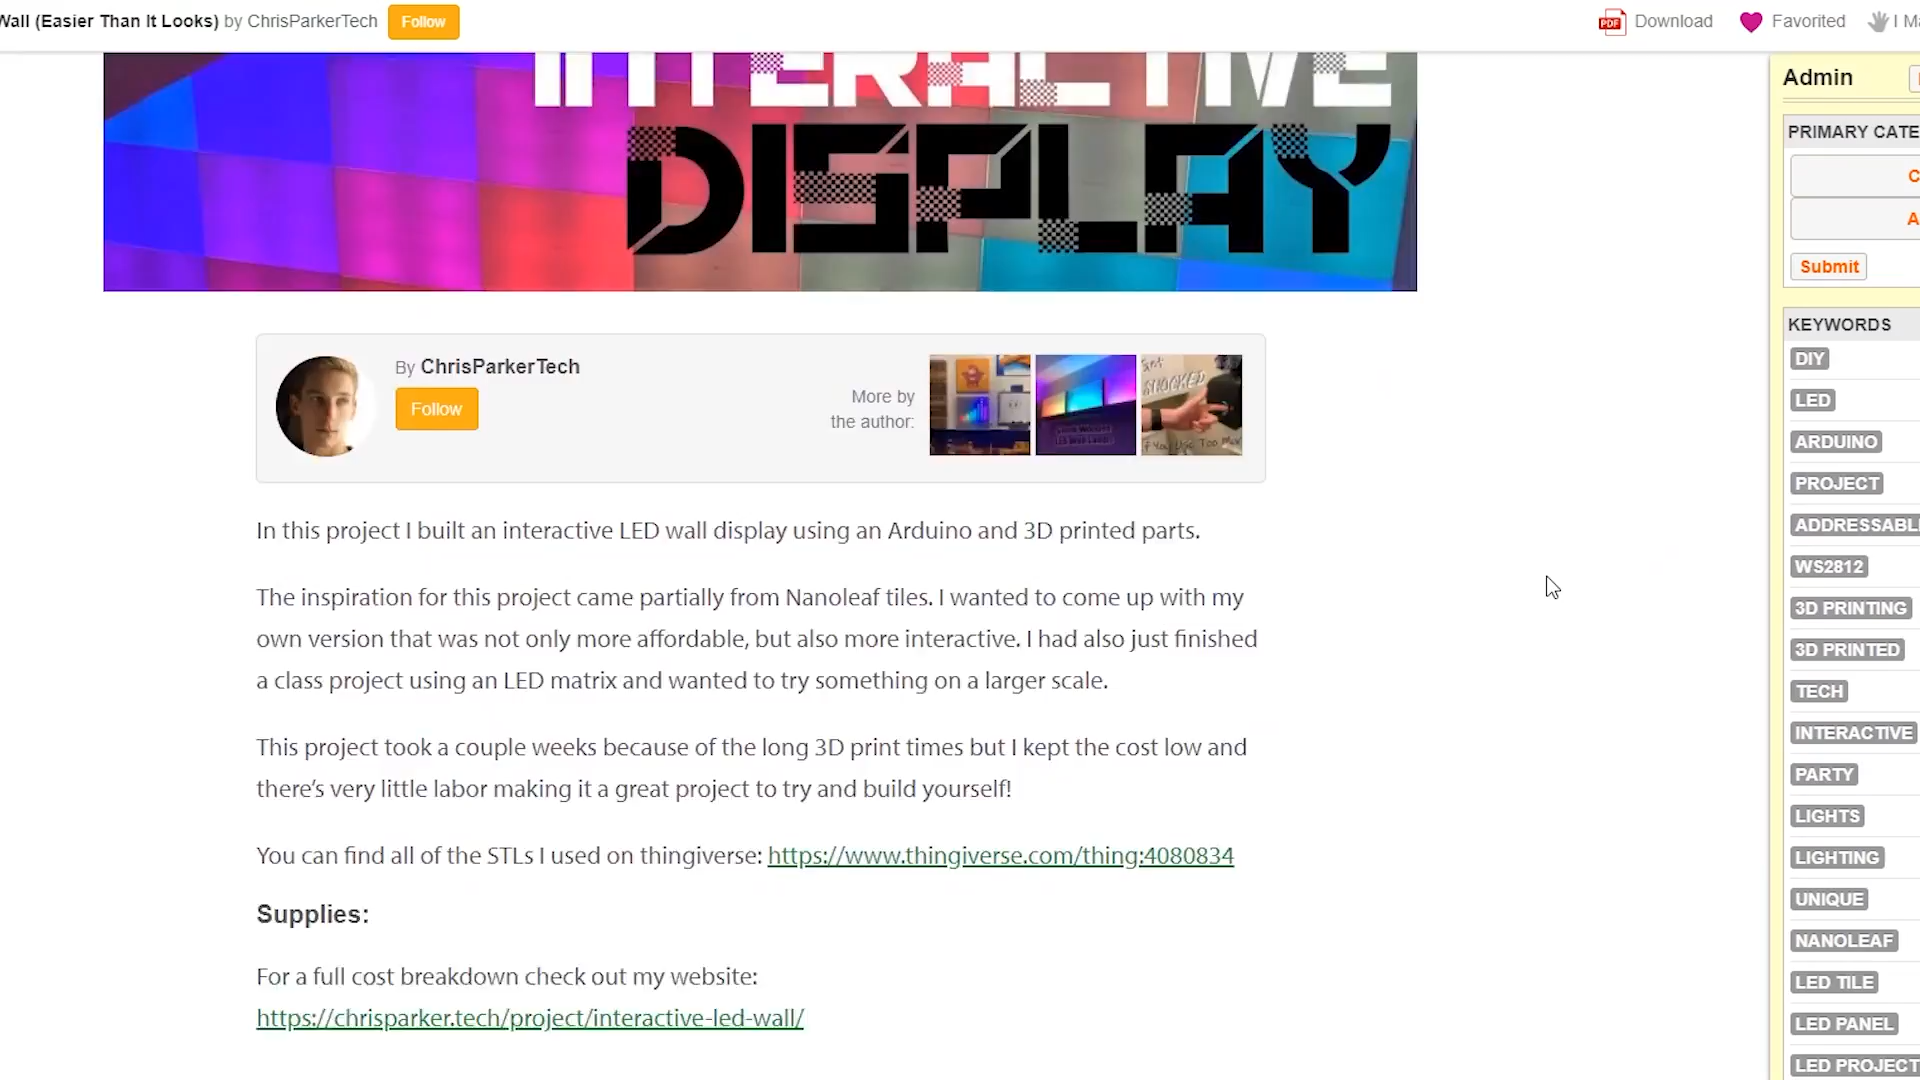 Wall (Easier Than It Looks) by ChrisParkerTech Follow
Download Favorited I Ma
INTERACTIVE
DISPLAY
Admin
PRIMARY CATE
Submit
By ChrisParkerTech
Follow
More by
the author:
In this project I built an interactive LED wall display using an Arduino and 3D printed parts.
The inspiration for this project came partially from Nanoleaf tiles. I wanted to come up with my
own version that was not only more affordable, but also more interactive. I had also just finished
a class project using an LED matrix and wanted to try something on a larger scale.
This project took a couple weeks because of the long 3D print times but I kept the cost low and
there's very little labor making it a great project to try and build yourself!
You can find all of the STLs I used on thingiverse: https://www.thingiverse.com/thing:4080834
Supplies:
For a full cost breakdown check out my website:
https://chrisparker.tech/project/interactive-led-wall/
KEYWORDS
DIY
LED
ARDUINO
PROJECT
ADDRESSABL
WS2812
3D PRINTING
3D PRINTED
TECH
INTERACTIVE
PARTY
LIGHTS
LIGHTING
UNIQUE
NANOLEAF
LED TILE
LED PANEL
LED PROJECT